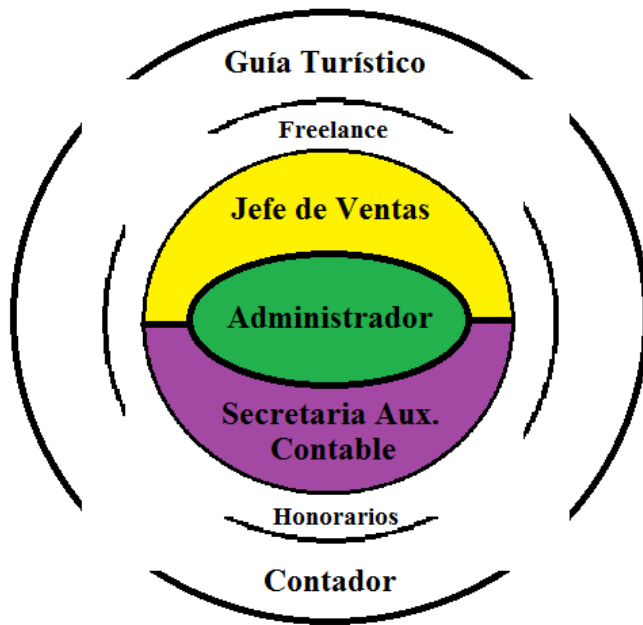 Guía Turístico
Freelance
Jefe de Ventas
Administrador
Secretaria Aux.
Contable
Honorarios
Contador